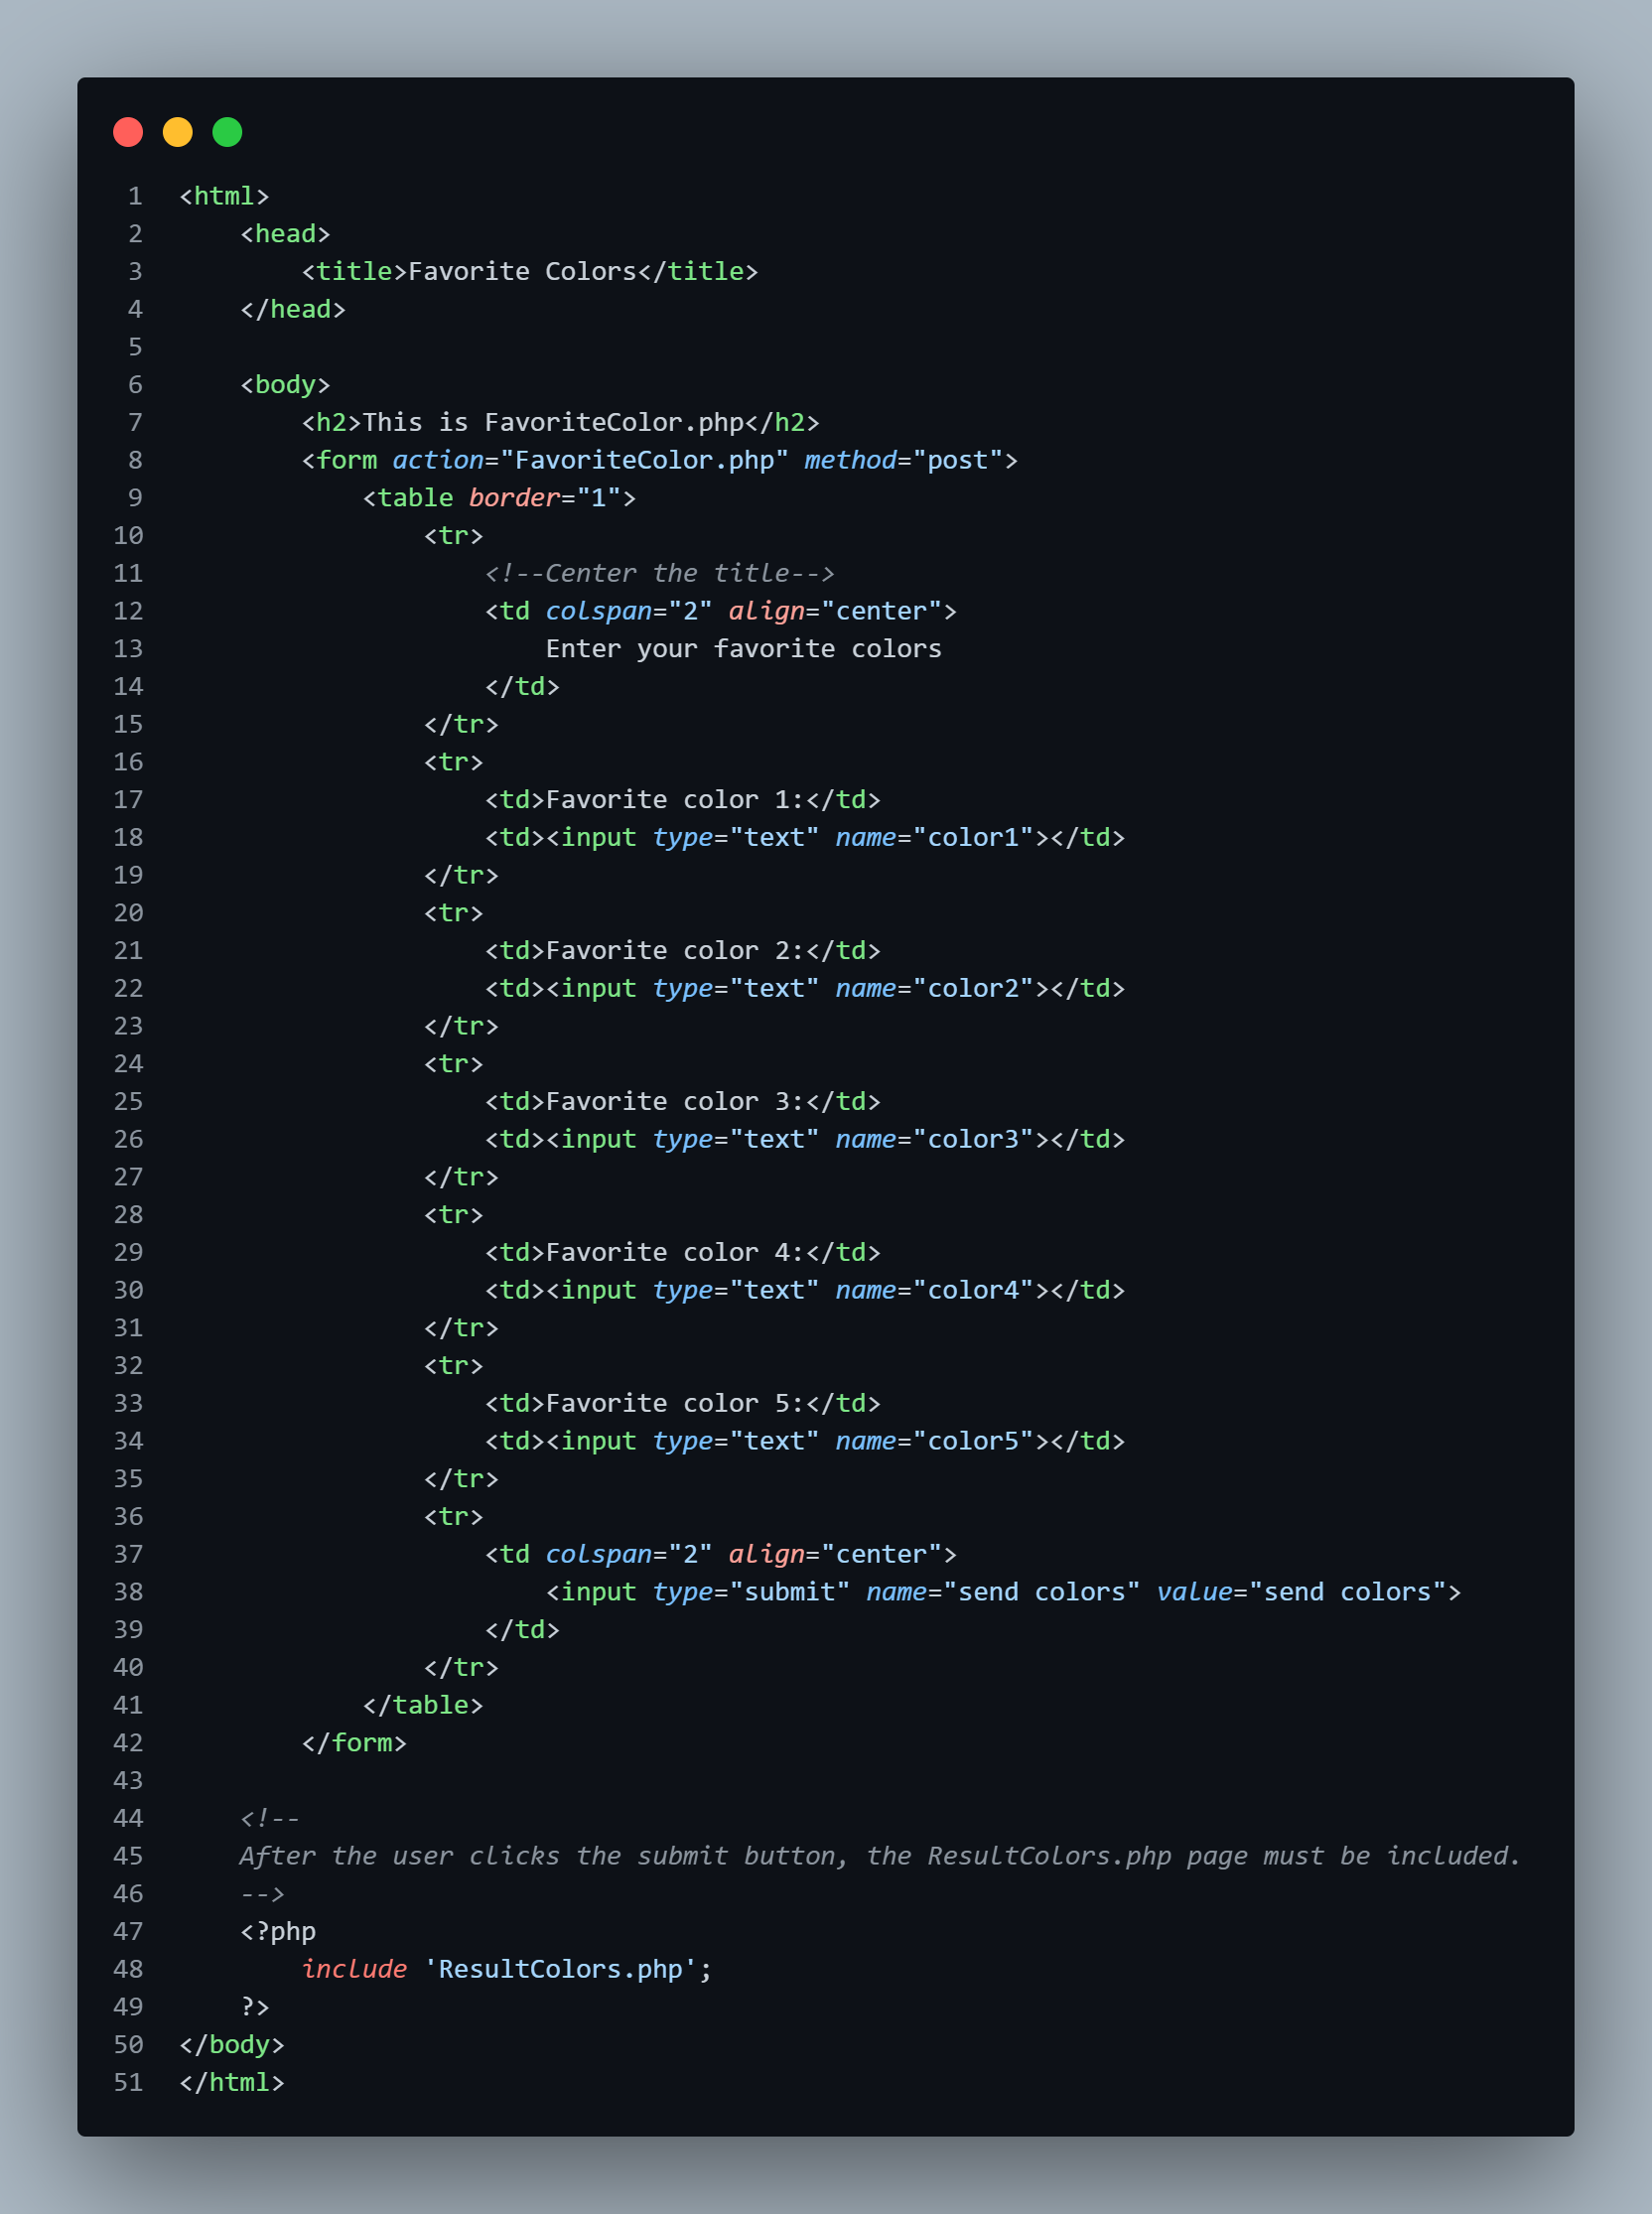 1 <html>
2     <head>
3         <title>Favorite Colors</title>
4     </head>
5
6     <body>
7         <h2>This is FavoriteColor.php</h2>
8         <form action="FavoriteColor.php" method="post">
9             <table border="1">
10                 <tr>
11                     <!--Center the title-->
12                     <td colspan="2" align="center">
13                         Enter your favorite colors
14                     </td>
15                 </tr>
16                 <tr>
17                     <td>Favorite color 1:</td>
18                     <td><input type="text" name="color1"></td>
19                 </tr>
20                 <tr>
21                     <td>Favorite color 2:</td>
22                     <td><input type="text" name="color2"></td>
23                 </tr>
24                 <tr>
25                     <td>Favorite color 3:</td>
26                     <td><input type="text" name="color3"></td>
27                 </tr>
28                 <tr>
29                     <td>Favorite color 4:</td>
30                     <td><input type="text" name="color4"></td>
31                 </tr>
32                 <tr>
33                     <td>Favorite color 5:</td>
34                     <td><input type="text" name="color5"></td>
35                 </tr>
36                 <tr>
37                     <td colspan="2" align="center">
38                         <input type="submit" name="send colors" value="send colors">
39                     </td>
40                 </tr>
41             </table>
42         </form>
43
44     <!--
45     After the user clicks the submit button, the ResultColors.php page must be included.
46     -->
47     <?php
48         include 'ResultColors.php';
49     ?>
50 </body>
51 </html>